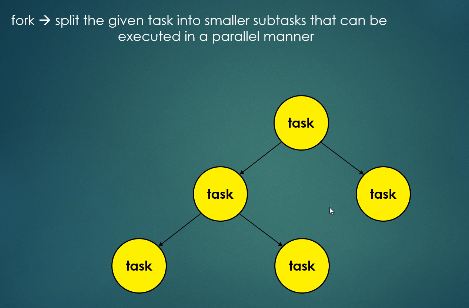 fork → split the given task into smaller subtasks that can be
executed in a parallel manner
task
task
task
task
task